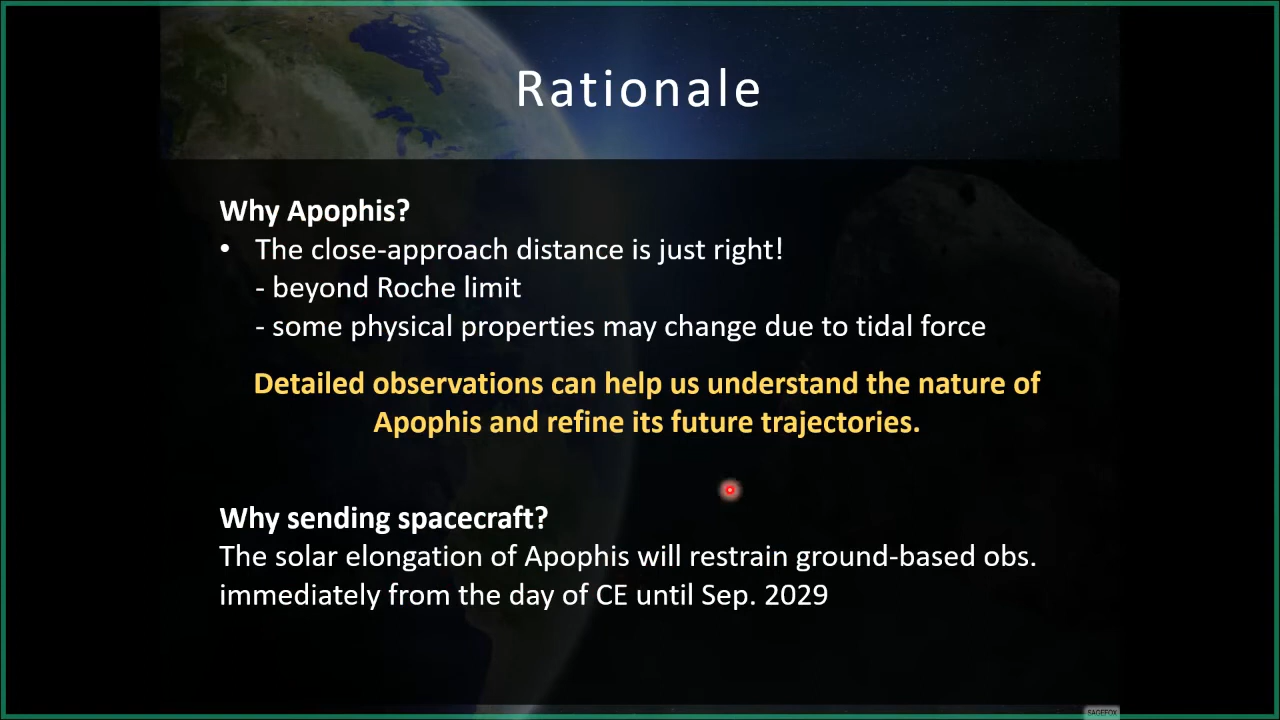 Rationale
Why Apophis?
• The close-approach distance is just right!
- beyond Roche limit
- some physical properties may change due to tidal force
Detailed observations can help us understand the nature of
Apophis and refine its future trajectories.
Why sending spacecraft?
The solar elongation of Apophis will restrain ground-based obs.
immediately from the day of CE until Sep. 2029
SAGEFOX